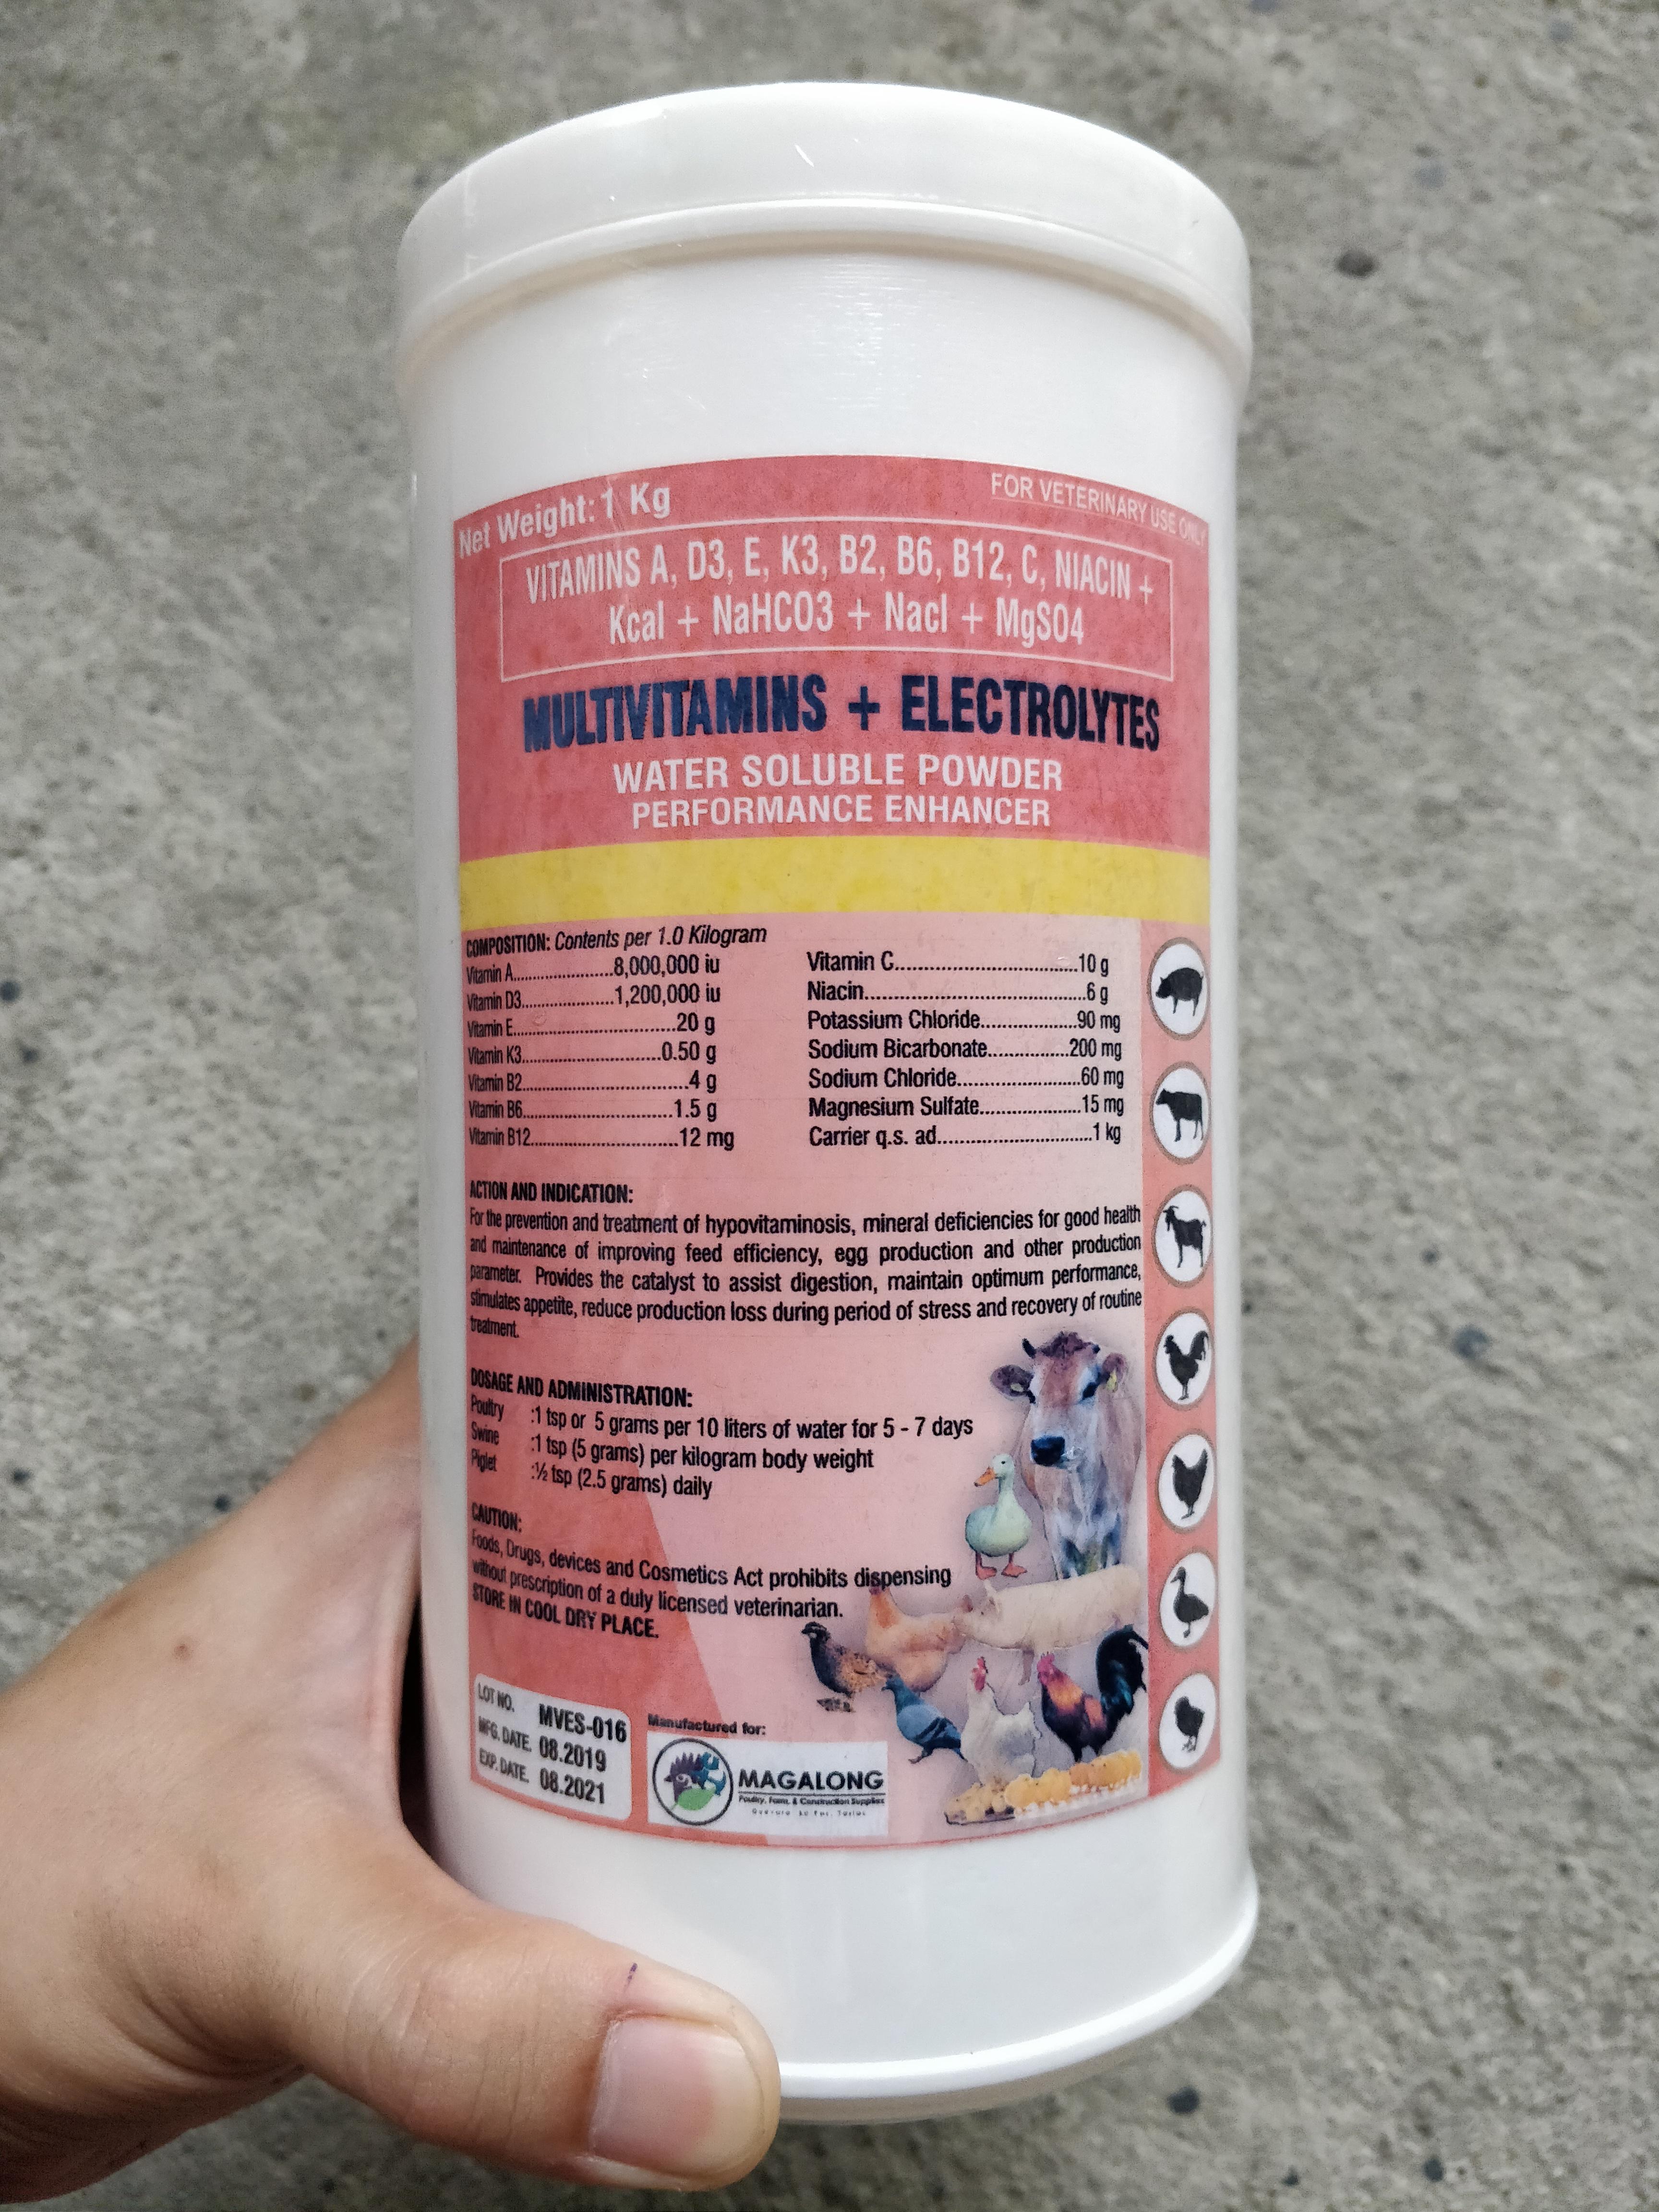 Net Weight: 1 Kg
FOR VETERINARY USE ONLY
VITAMINS A, D3, E, K3, B2, B6, B12, C, NIACIN +
Kcal + NaHCO3 + Nacl + MgSO4
MULTIVITAMINS + ELECTROLYTES
WATER SOLUBLE POWDER
PERFORMANCE ENHANCER
COMPOSITION: Contents per 1.0 Kilogram
Vitamin A......................8,000,000 iu
Vitamin D3....................1,200,000 iu
Vitamin E....................................20 g
Vitamin K3..............................0.50 g
Vitamin B2....................................4 g
Vitamin B6.................................1.5 g
Vitamin B12................................12 mg
Vitamin C.......................................10 g
Niacin...............................................6 g
Potassium Chloride....................90 mg
Sodium Bicarbonate.................200 mg
Sodium Chloride..........................60 mg
Magnesium Sulfate.....................15 mg
Carrier q.s. ad.................................1 kg
ACTION AND INDICATION:
For the prevention and treatment of hypovitaminosis, mineral deficiencies for good health
and maintenance of improving feed efficiency, egg production and other production
parameter. Provides the catalyst to assist digestion, maintain optimum performance,
stimulates appetite, reduce production loss during period of stress and recovery of routine
treatment.
DOSAGE AND ADMINISTRATION:
Poultry :1 tsp or 5 grams per 10 liters of water for 5 - 7 days
Swine :1 tsp (5 grams) per kilogram body weight
Piglet :½ tsp (2.5 grams) daily
CAUTION:
Foods, Drugs, devices and Cosmetics Act prohibits dispensing
without prescription of a duly licensed veterinarian.
STORE IN COOL DRY PLACE.
LOT NO. MVES-016
MFG. DATE. 08.2019
EXP. DATE. 08.2021
Manufactured for:
MAGALONG
Poultry, Farm, & Construction Supplies